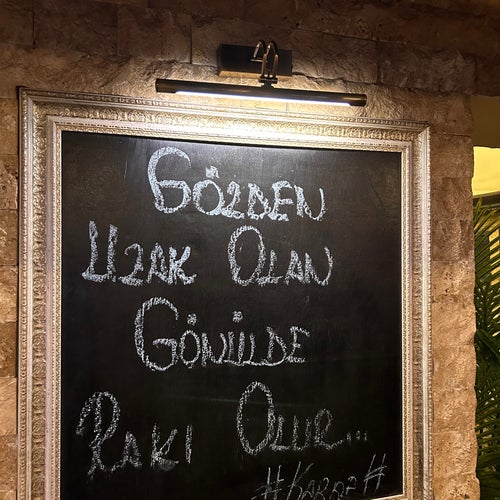 GÖZDEN
UZAK OLAN
GÖNÜLDE
RAKI OLUR...